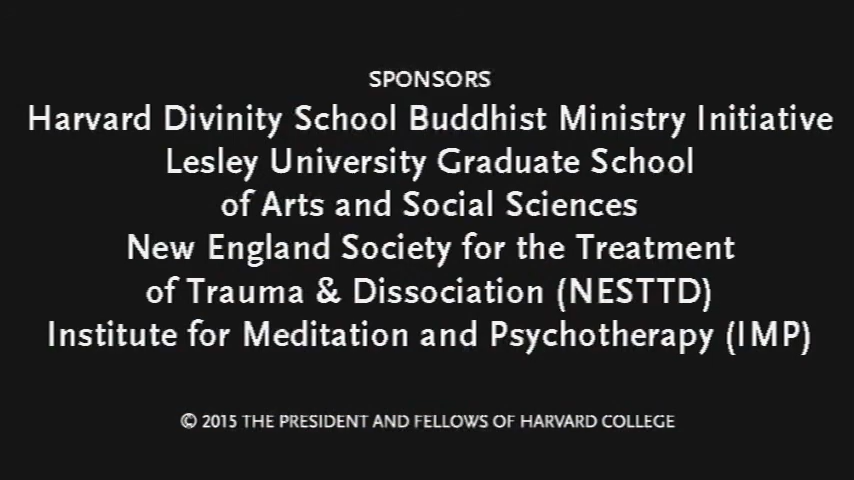 SPONSORS
Harvard Divinity School Buddhist Ministry Initiative
Lesley University Graduate School
of Arts and Social Sciences
New England Society for the Treatment
of Trauma & Dissociation (NESTTD)
Institute for Meditation and Psychotherapy (IMP)
© 2015 THE PRESIDENT AND FELLOWS OF HARVARD COLLEGE